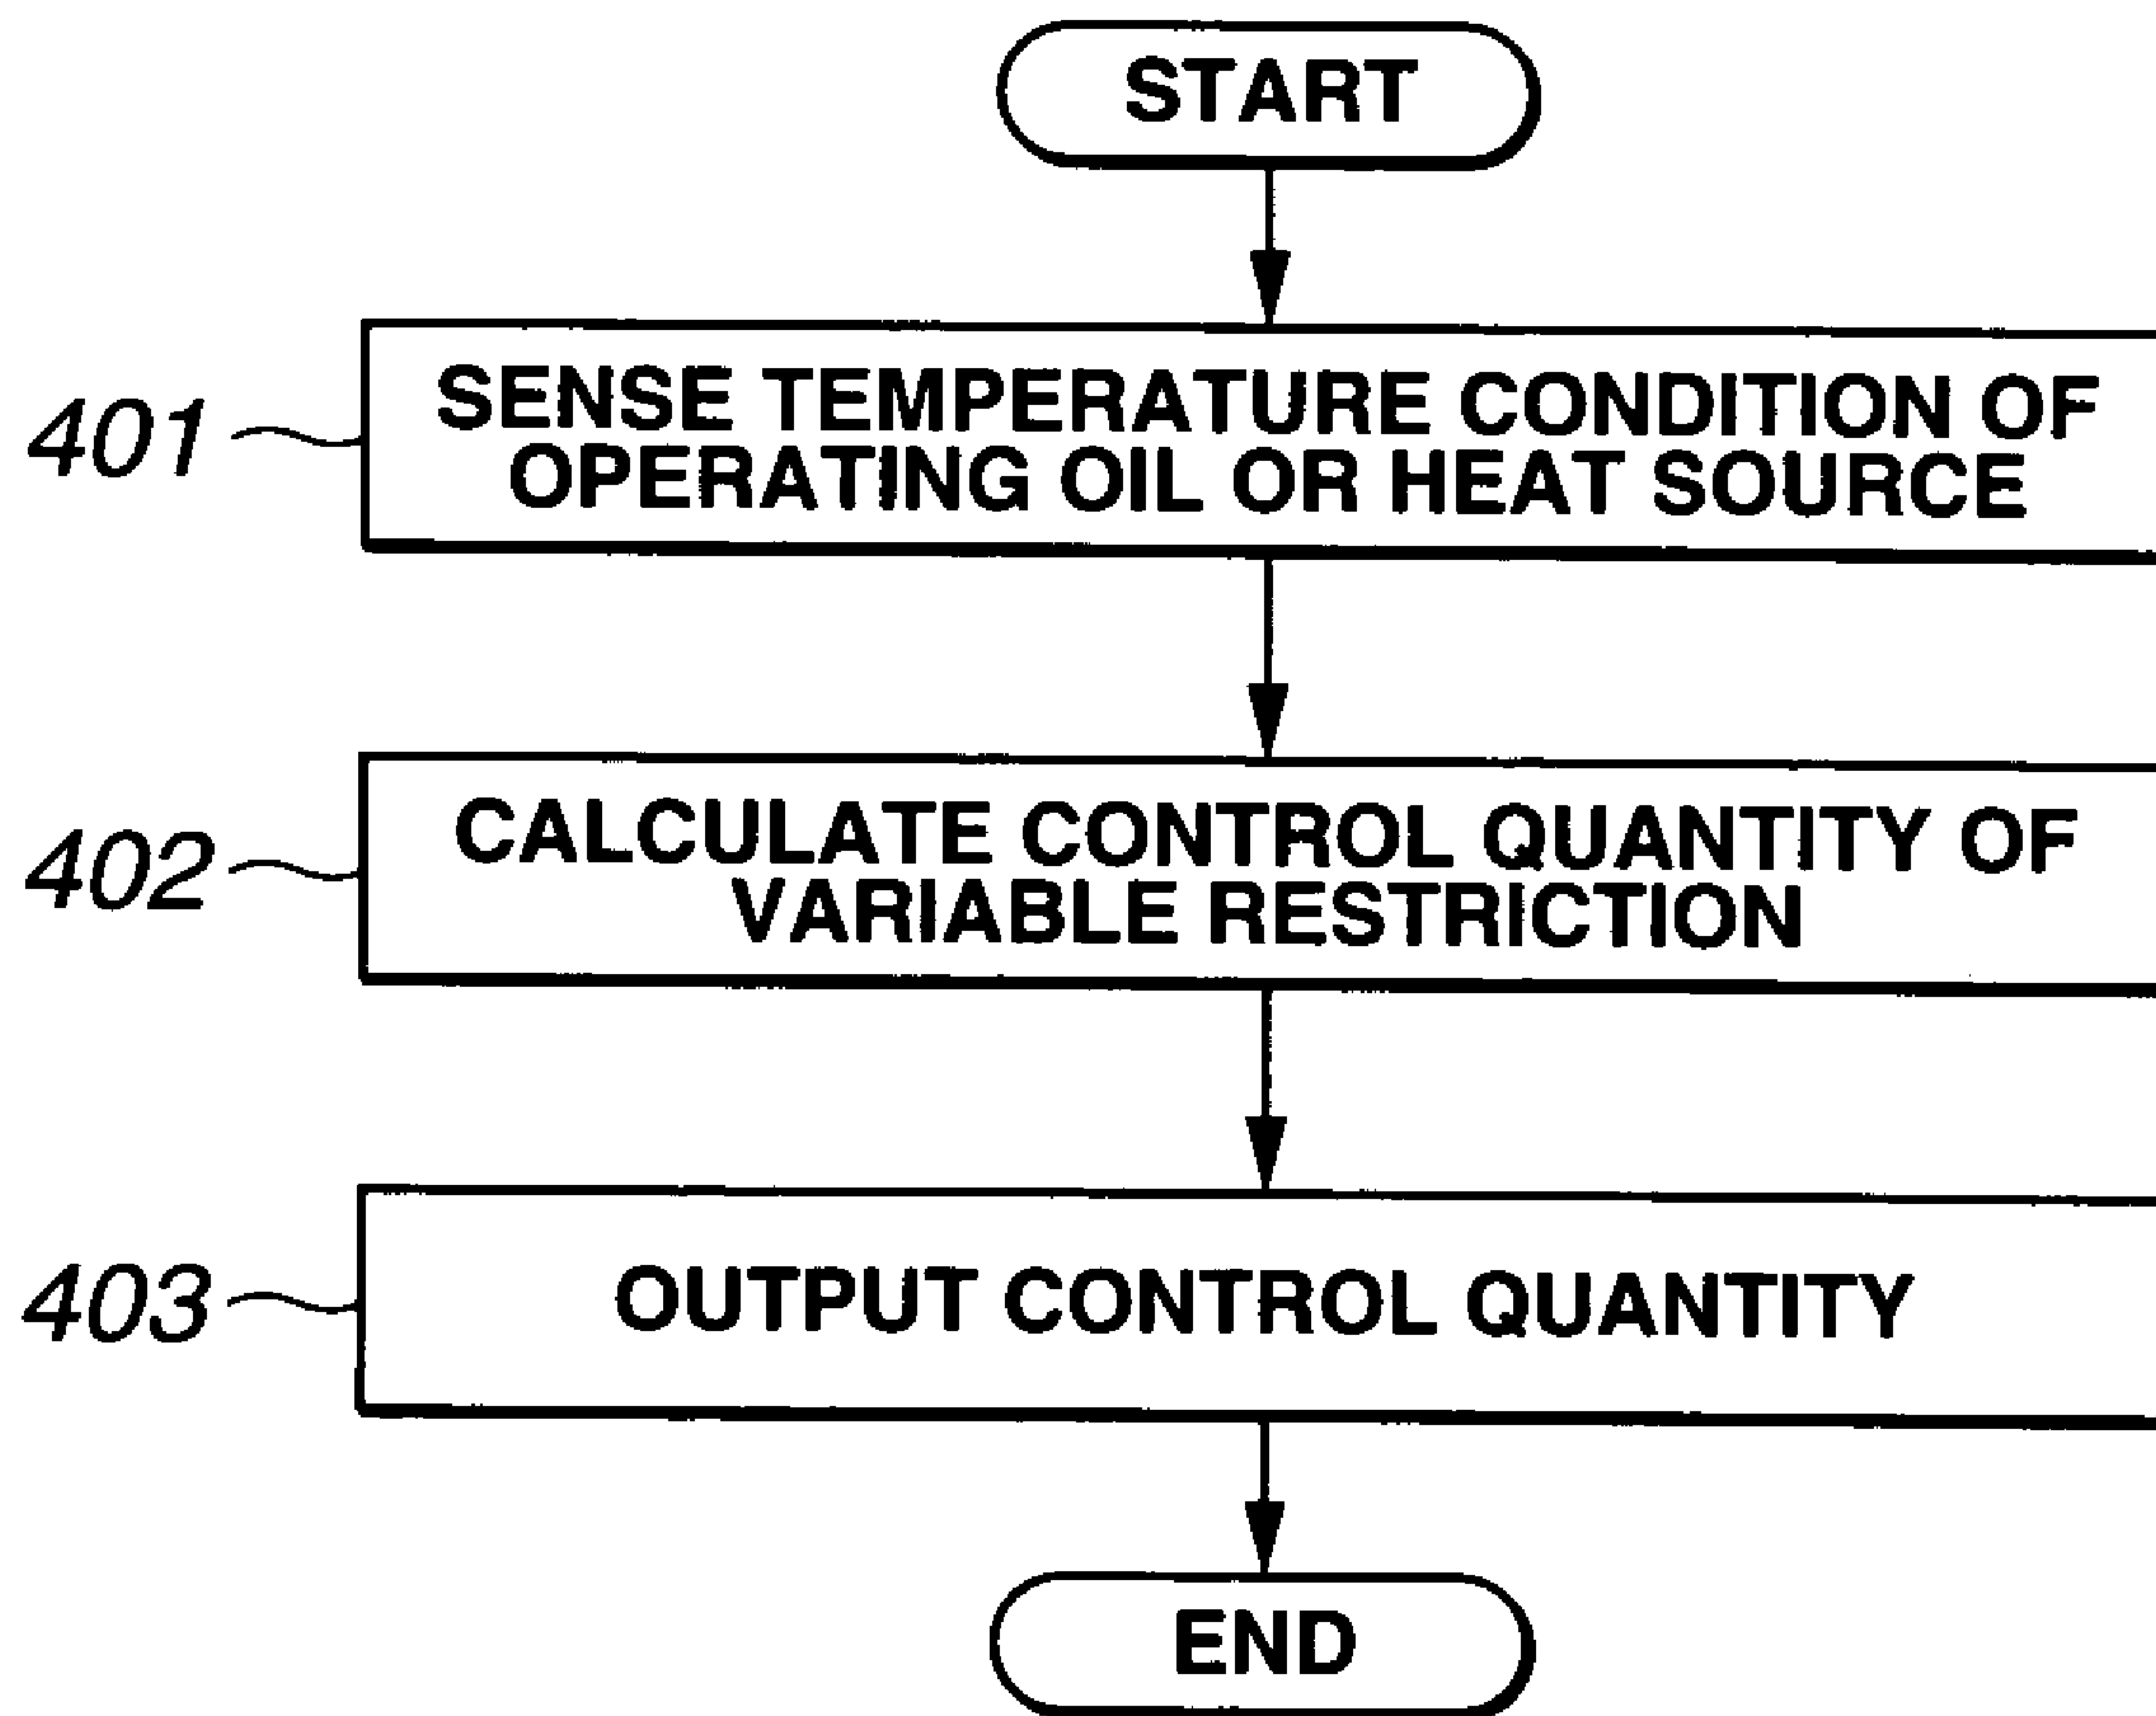 START
401
SENSE TEMPERATURE CONDITION OF
OPERATING OIL OR HEAT SOURCE
402
CALCULATE CONTROL QUANTITY OF
VARIABLE RESTRICTION
403
OUTPUT CONTROL QUANTITY
END